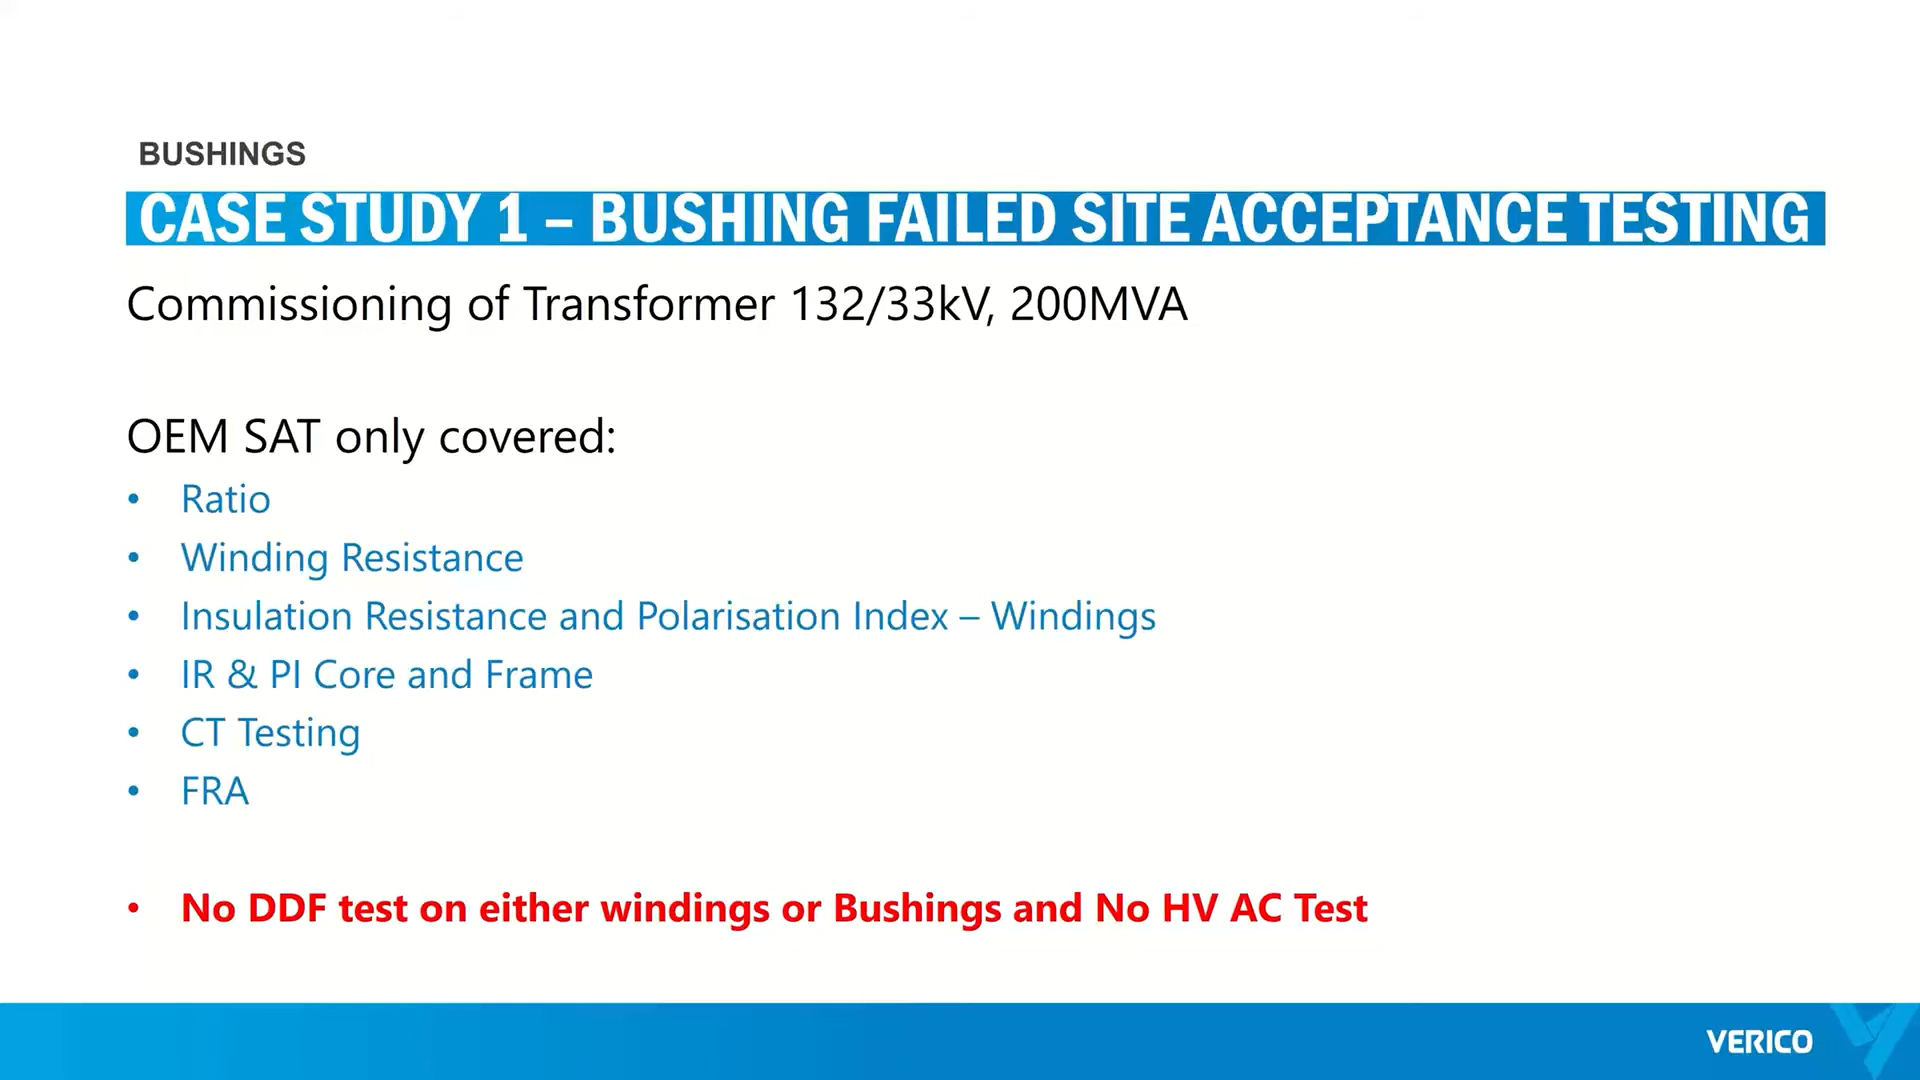 BUSHINGS
CASE STUDY 1 – BUSHING FAILED SITE ACCEPTANCE TESTING
Commissioning of Transformer 132/33kV, 200MVA
OEM SAT only covered:
• Ratio
• Winding Resistance
• Insulation Resistance and Polarisation Index – Windings
• IR & PI Core and Frame
• CT Testing
• FRA
• No DDF test on either windings or Bushings and No HV AC Test
VERICO